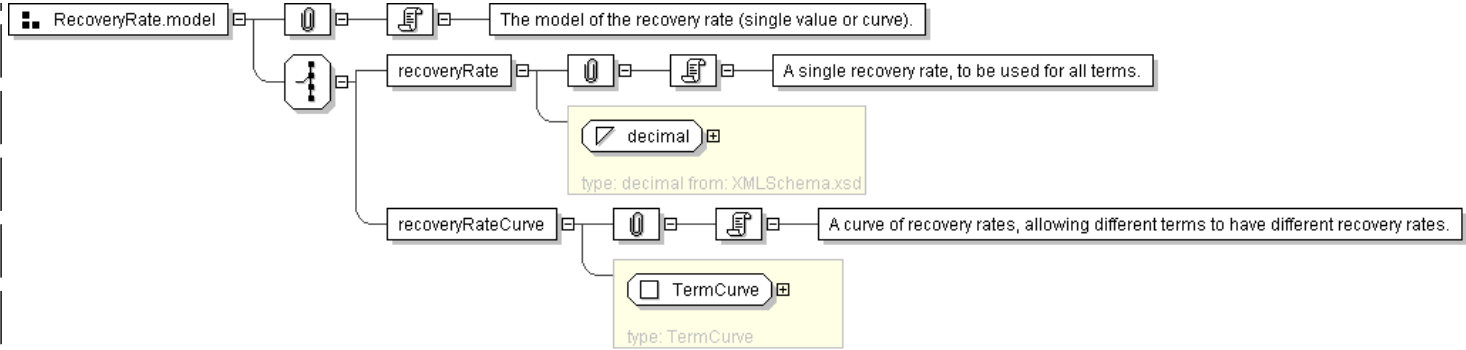 RecoveryRate.model
The model of the recovery rate (single value or curve).
recoveryRate
A single recovery rate, to be used for all terms.
decimal
type: decimal from: XMLSchema.xsd
recoveryRateCurve
A curve of recovery rates, allowing different terms to have different recovery rates.
TermCurve
type: TermCurve